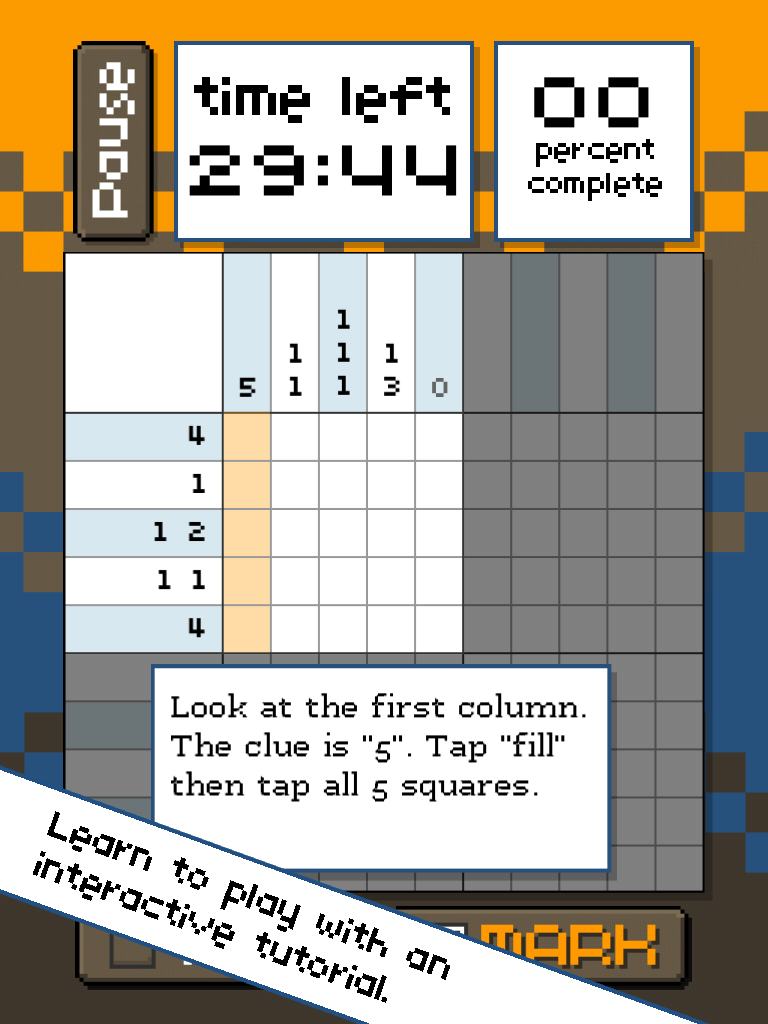 Pause
time left
29:44
00
percent
complete
1
1 1 1
5 1 1 3 0
4
1
1 2
1 1
4
Look at the first column.
The clue is "5". Tap "fill"
then tap all 5 squares.
Learn to play with an
interactive tutorial.
MARK